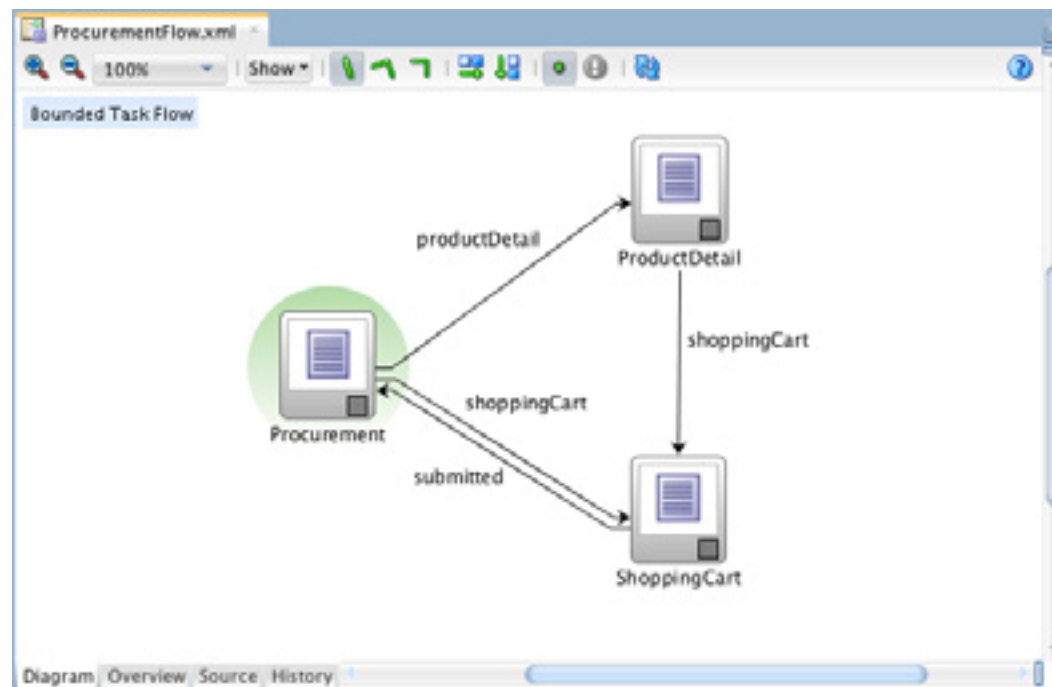 ProcurementFlow.xml
100%
Show
Bounded Task Flow
productDetail
ProductDetail
shoppingCart
shoppingCart
Procurement
submitted
ShoppingCart
Diagram Overview Source History